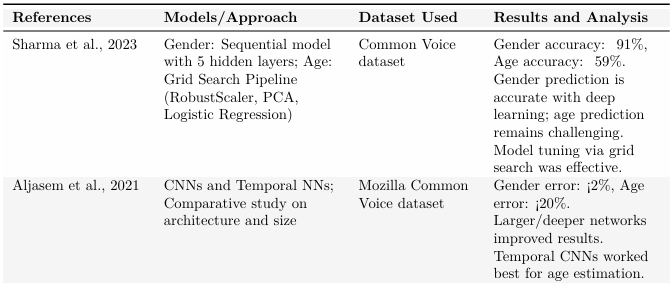 References Models/Approach Dataset Used Results and Analysis
Sharma et al., 2023 Gender: Sequential model Common Voice Gender accuracy: 91%,
with 5 hidden layers; Age: dataset Age accuracy: 59%.
Grid Search Pipeline Gender prediction is
(RobustScaler, PCA, accurate with deep
Logistic Regression) learning; age prediction
remains challenging.
Model tuning via grid
search was effective.
Aljasem et al., 2021 CNNs and Temporal NNs; Mozilla Common Gender error: ¡2%, Age
Comparative study on Voice dataset error: ¡20%.
architecture and size Larger/deeper networks
improved results.
Temporal CNNs worked
best for age estimation.